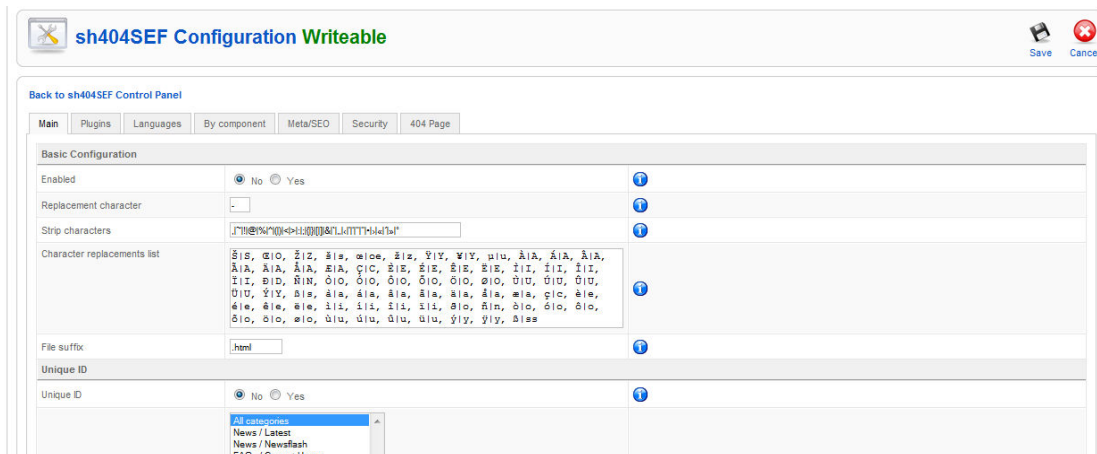 sh404SEF Configuration Writeable
Save Cance
Back to sh404SEF Control Panel
Main Plugins Languages By component Meta/SEO Security 404 Page
Basic Configuration
Enabled No Yes
Replacement character -
Strip characters
Character replacements list
Š|S, Œ|O, Ž|Z, š|s, œ|oe, ž|z, Ÿ|Y, ¥|Y, µ|u, À|A, Á|A, Â|A,
Ã|A, Ä|A, Å|A, Æ|A, Ç|C, È|E, É|E, Ê|E, Ë|E, Ì|I, Í|I, Î|I,
Ï|I, Ð|D, Ñ|N, Ò|O, Ó|O, Ô|O, Õ|O, Ö|O, Ø|O, Ù|U, Ú|U, Û|U,
Ü|U, Ý|Y, ß|s, à|a, á|a, â|a, ã|a, ä|a, å|a, æ|a, ç|c, è|e,
é|e, ê|e, ë|e, ì|i, í|i, î|i, ï|i, ð|o, ñ|n, ò|o, ó|o, ô|o,
õ|o, ö|o, ø|o, ù|u, ú|u, û|u, ü|u, ý|y, ÿ|y, ß|ss
File suffix .html
Unique ID
Unique ID No Yes
All categories
News / Latest
News / Newsflash